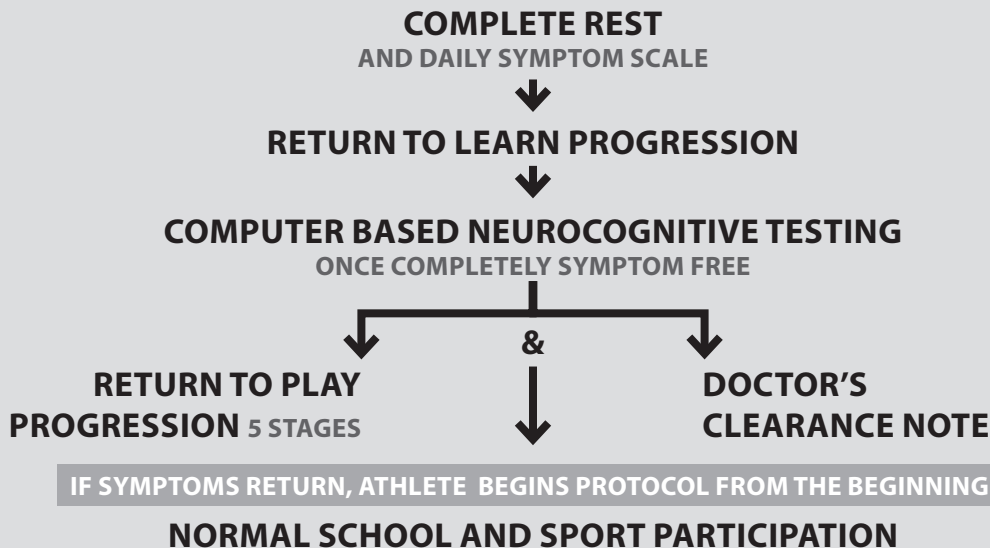 COMPLETE REST
AND DAILY SYMPTOM SCALE
RETURN TO LEARN PROGRESSION
COMPUTER BASED NEUROCOGNITIVE TESTING
ONCE COMPLETELY SYMPTOM FREE
&
RETURN TO PLAY
PROGRESSION 5 STAGES
DOCTOR’S
CLEARANCE NOTE
IF SYMPTOMS RETURN, ATHLETE BEGINS PROTOCOL FROM THE BEGINNING
NORMAL SCHOOL AND SPORT PARTICIPATION